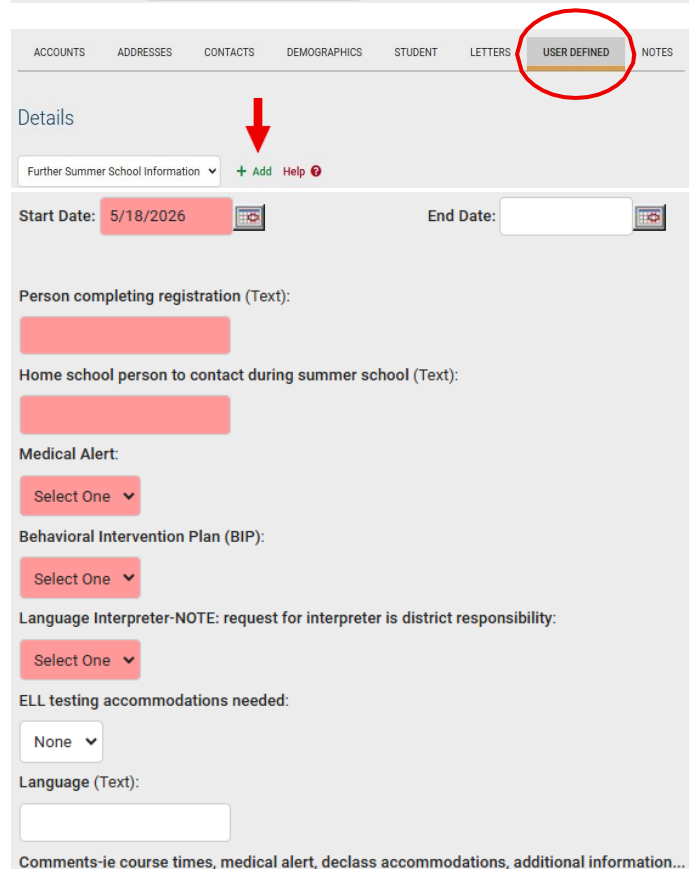 ACCOUNTS ADDRESSES CONTACTS DEMOGRAPHICS STUDENT LETTERS USER DEFINED NOTES
Details
Further Summer School Information + Add Help ?
Start Date: 5/18/2026 End Date:
Person completing registration (Text):
Home school person to contact during summer school (Text):
Medical Alert:
Select One
Behavioral Intervention Plan (BIP):
Select One
Language Interpreter-NOTE: request for interpreter is district responsibility:
Select One
ELL testing accommodations needed:
None
Language (Text):
Comments-ie course times, medical alert, declass accommodations, additional information...